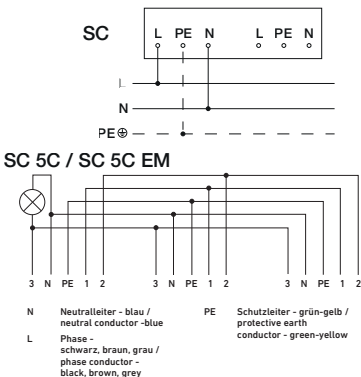 SC
L PE N L PE N
L
N
PE
SC 5C / SC 5C EM
3 N PE 1 2 3 N PE 1 2 3 N PE 1 2
N Neutralleiter - blau /
neutral conductor -blue
L Phase -
schwarz, braun, grau /
phase conductor -
black, brown, grey
PE Schutzleiter - grün-gelb /
protective earth
conductor - green-yellow